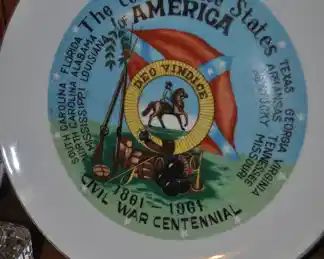 The Confederate States
of AMERICA
SOUTH CAROLINA FLORIDA
NORTH CAROLINA ALABAMA
MISSISSIPPI LOUISIANA
DEO VINDICE
TEXAS GEORGIA VIRGINIA
ARKANSAS TENNESSEE
KENTUCKY MISSOURI
1861-1961
CIVIL WAR CENTENNIAL